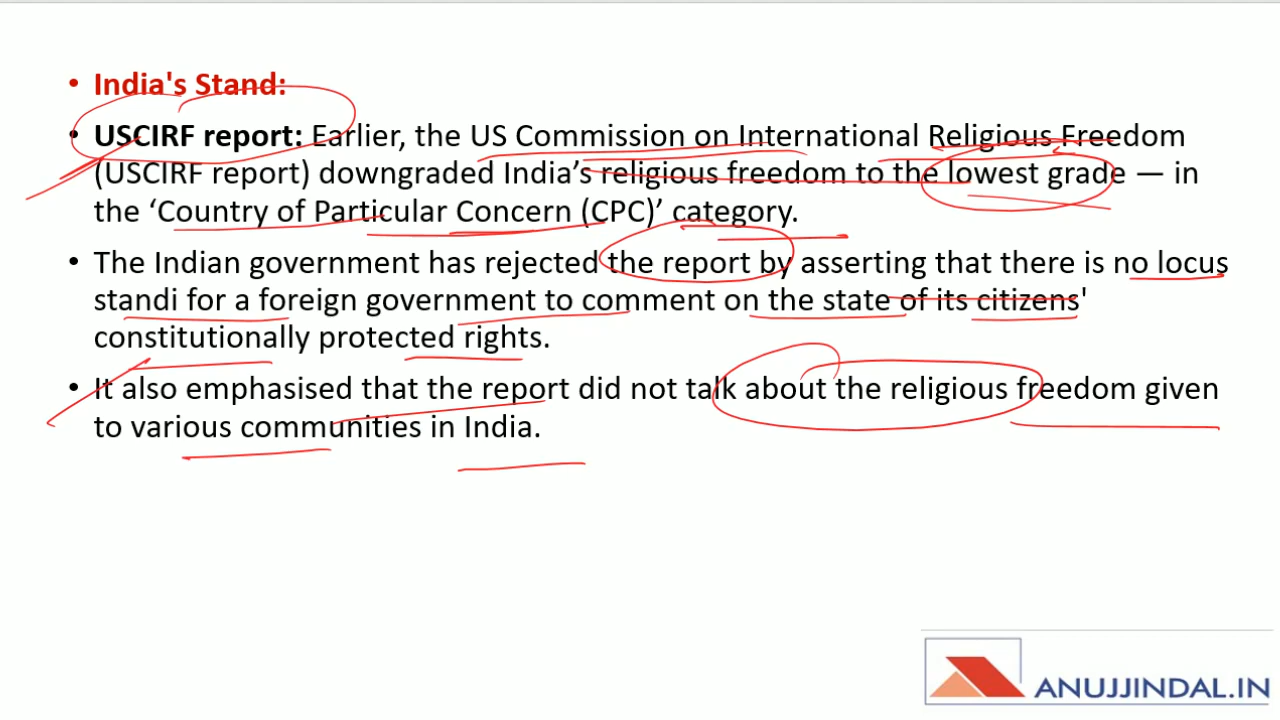 • India's Stand:
• USCIRF report: Earlier, the US Commission on International Religious Freedom
(USCIRF report) downgraded India’s religious freedom to the lowest grade — in
the ‘Country of Particular Concern (CPC)’ category.
• The Indian government has rejected the report by asserting that there is no locus
standi for a foreign government to comment on the state of its citizens'
constitutionally protected rights.
• It also emphasised that the report did not talk about the religious freedom given
to various communities in India.
ANUJJINDAL.IN